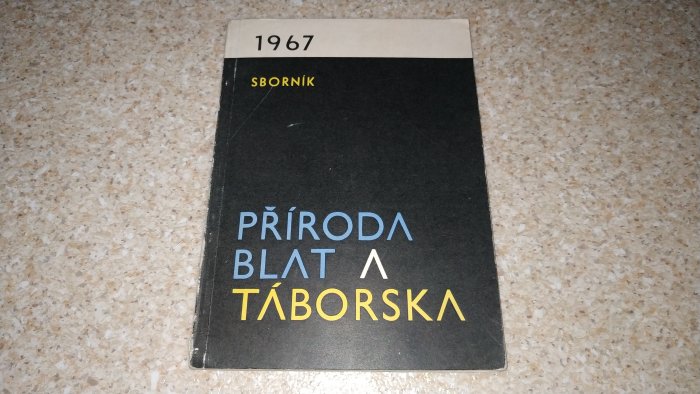 1967
SBORNÍK
PŘÍRODA
BLAT A
TÁBORSKA